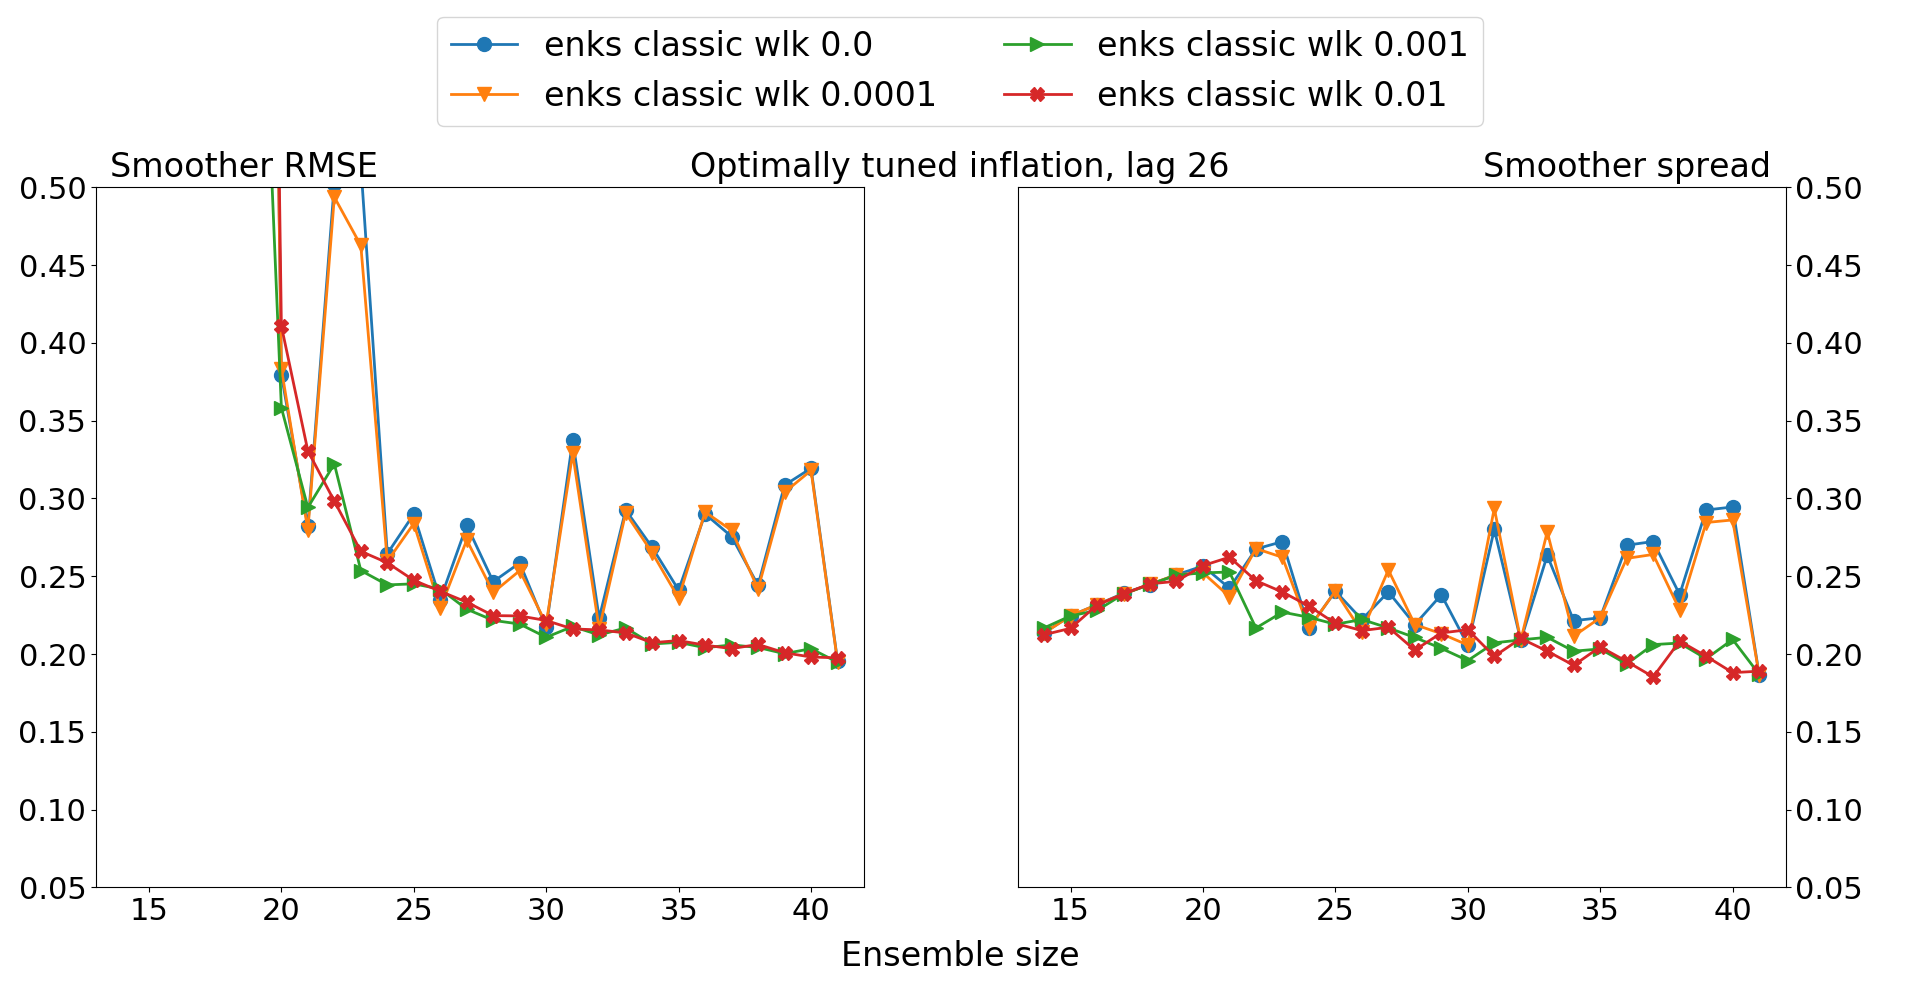 enks classic wlk 0.0
enks classic wlk 0.001
enks classic wlk 0.0001
enks classic wlk 0.01
Smoother RMSE
Optimally tuned inflation, lag 26
Smoother spread
0.50
0.45
0.40
0.35
0.30
0.25
0.20
0.15
0.10
0.05
15 20 25 30 35 40
0.50
0.45
0.40
0.35
0.30
0.25
0.20
0.15
0.10
0.05
15 20 25 30 35 40
Ensemble size